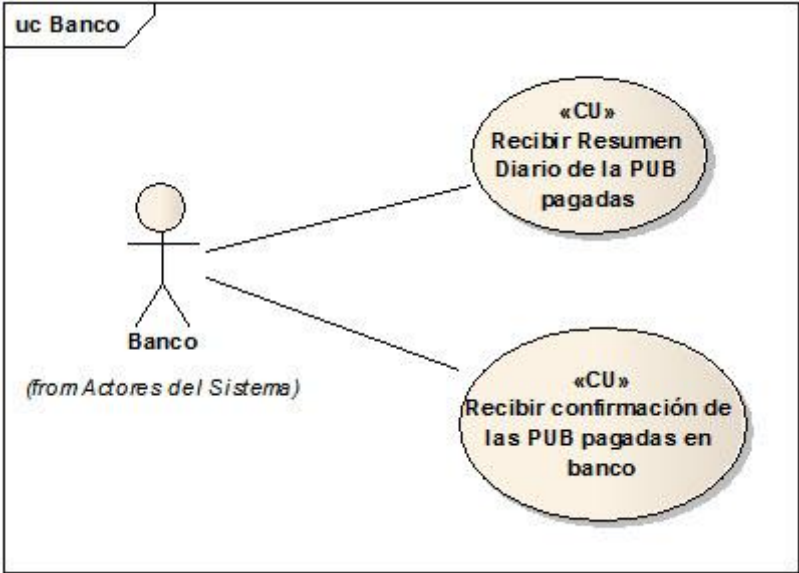 uc Banco
«CU»
Recibir Resumen
Diario de la PUB
pagadas
Banco
(from Actores del Sistema)
«CU»
Recibir confirmación de
las PUB pagadas en
banco